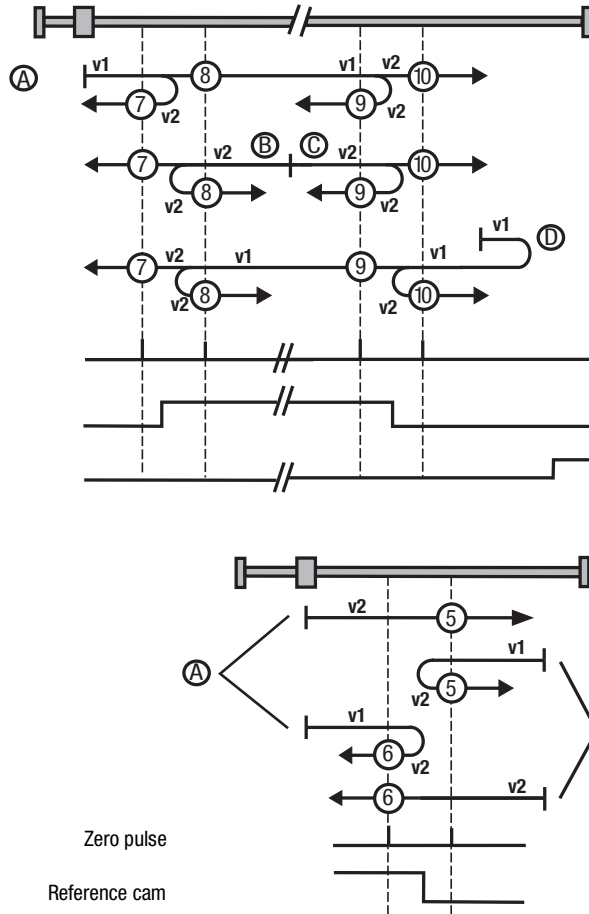 A v1 8 v1 v2 10
7 v2 9 v2
7 v2 B C v2 10
v2 8 9 v2
v1 D
7 v2 v1 9 v1
v2 8 v2 10
v2 5
v1
A v2 5
v1
6 v2
6 v2
Zero pulse
Reference cam